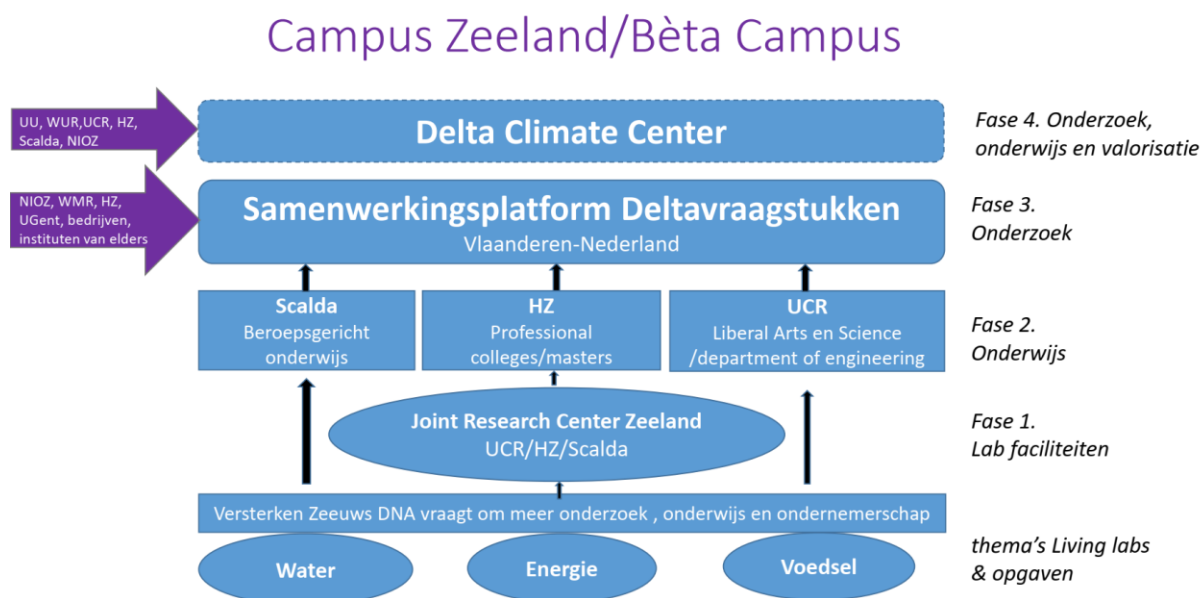 Campus Zeeland/Bèta Campus
UU, WUR,UCR, HZ,
Scalda, NIOZ
Delta Climate Center
Fase 4. Onderzoek,
onderwijs en valorisatie
NIOZ, WMR, HZ,
UGent, bedrijven,
instituten van elders
Samenwerkingsplatform Deltavraagstukken
Vlaanderen-Nederland
Fase 3.
Onderzoek
Scalda
Beroepsgericht
onderwijs
HZ
Professional
colleges/masters
UCR
Liberal Arts en Science
/department of engineering
Fase 2.
Onderwijs
Joint Research Center Zeeland
UCR/HZ/Scalda
Fase 1.
Lab faciliteiten
Versterken Zeeuws DNA vraagt om meer onderzoek , onderwijs en ondernemerschap
Water
Energie
Voedsel
thema's Living labs
& opgaven